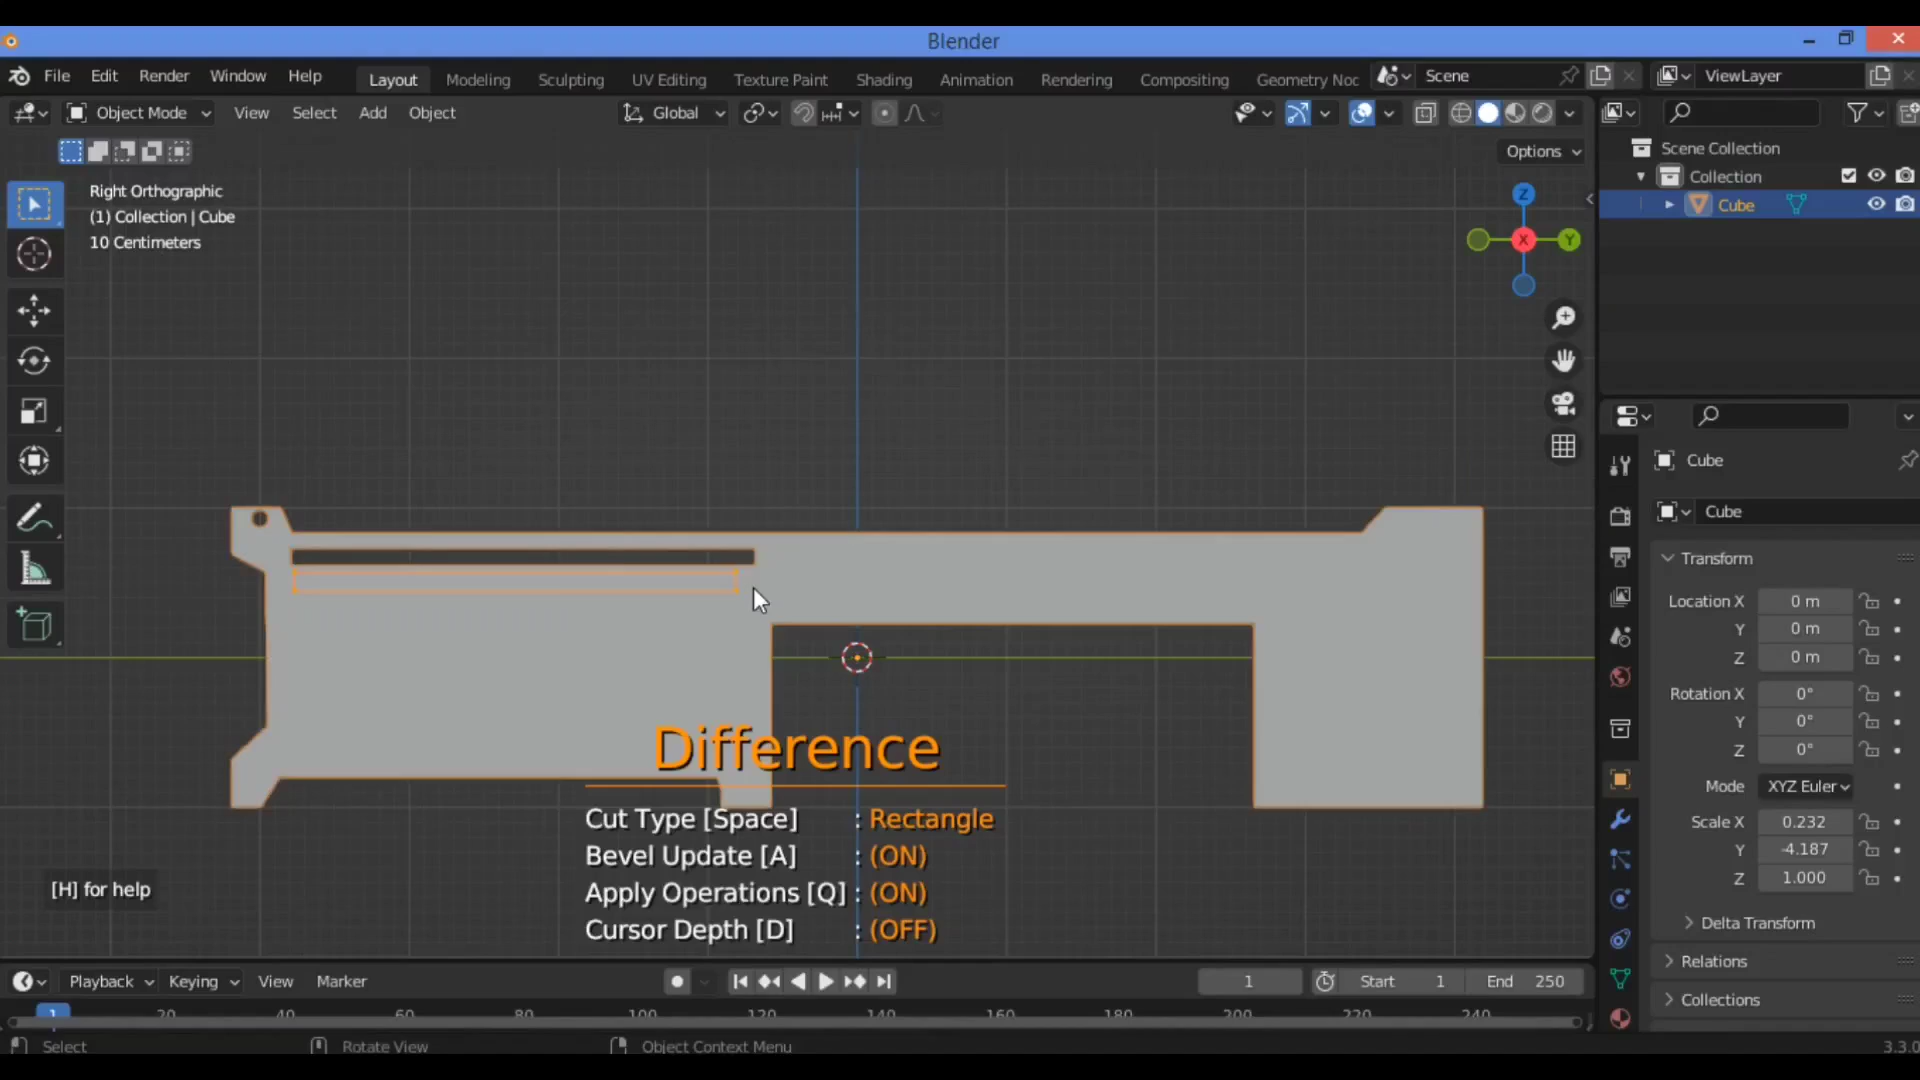 Blender
File Edit Render Window Help Layout Modeling Sculpting UV Editing Texture Paint Shading Animation Rendering Compositing Geometry Noc Scene ViewLayer
Object Mode View Select Add Object Global
Options
Right Orthographic
(1) Collection | Cube
10 Centimeters
Z
X
Y
Scene Collection
Collection
Cube
Cube
Cube
Transform
Location X 0 m
Y 0 m
Z 0 m
Rotation X 0°
Y 0°
Z 0°
Mode XYZ Euler
Scale X 0.232
Y -4.187
Z 1.000
Delta Transform
Relations
Collections
Difference
Cut Type [Space] : Rectangle
Bevel Update [A] : (ON)
Apply Operations [Q] : (ON)
Cursor Depth [D] : (OFF)
[H] for help
Playback Keying View Marker 1 Start 1 End 250
1 20 40 60 80 100 120 140 160 180 200 220 240
Select Rotate View Object Context Menu 3.3.0